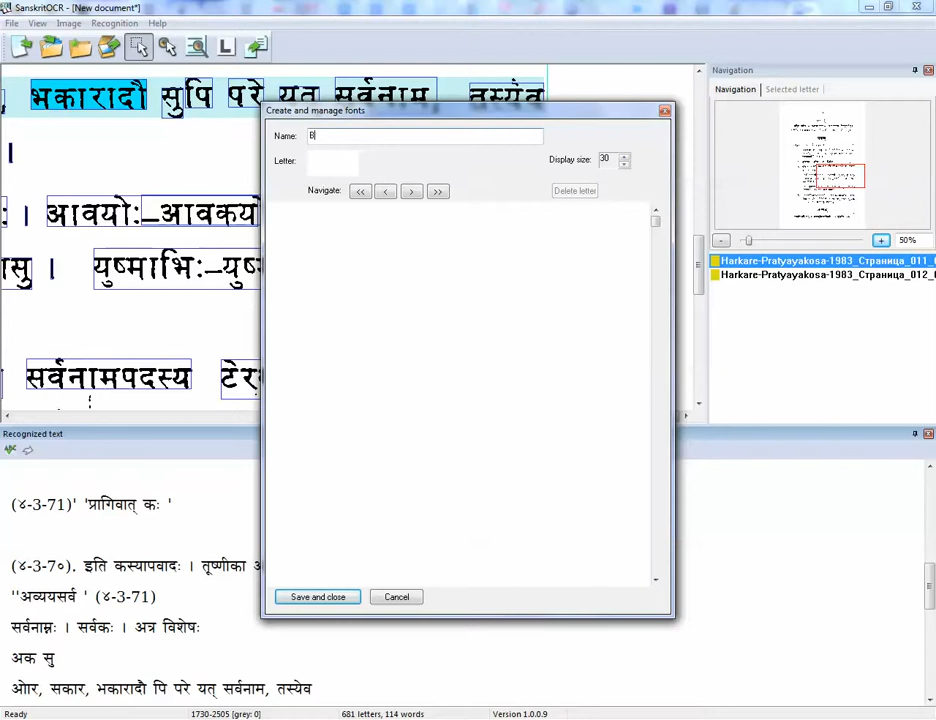 SanskritOCR - [New document*]
File View Image Recognition Help
भकारादौ सुपि परे यत् सर्वनाम, तस्यैव
।
: । आवयोः–आवकयो
ासु । युष्माभिः–युष
सर्वनामपदस्य टेर
Create and manage fonts
Name: B
Letter:
Display size: 30
Navigate: << < > >> Delete letter
Save and close Cancel
Navigation
Navigation Selected letter
- + 50%
Harkare-Pratyayakosa-1983_Страница_011_
Harkare-Pratyayakosa-1983_Страница_012_
Recognized text
ABC
(४-3-71)' 'प्रागिवात् कः '
(४-3-7०). इति कस्यापवादः । तूष्णीका अ
''अव्ययसर्व ' (४-3-71)
सर्वनाम्नः । सर्वकः । अत्र विशेषः
अक सु
ओार, सकार, भकारादौ पि परे यत् सर्वनाम, तस्येव
Ready 1730-2505 [grey: 0] 681 letters, 114 words Version 1.0.0.9